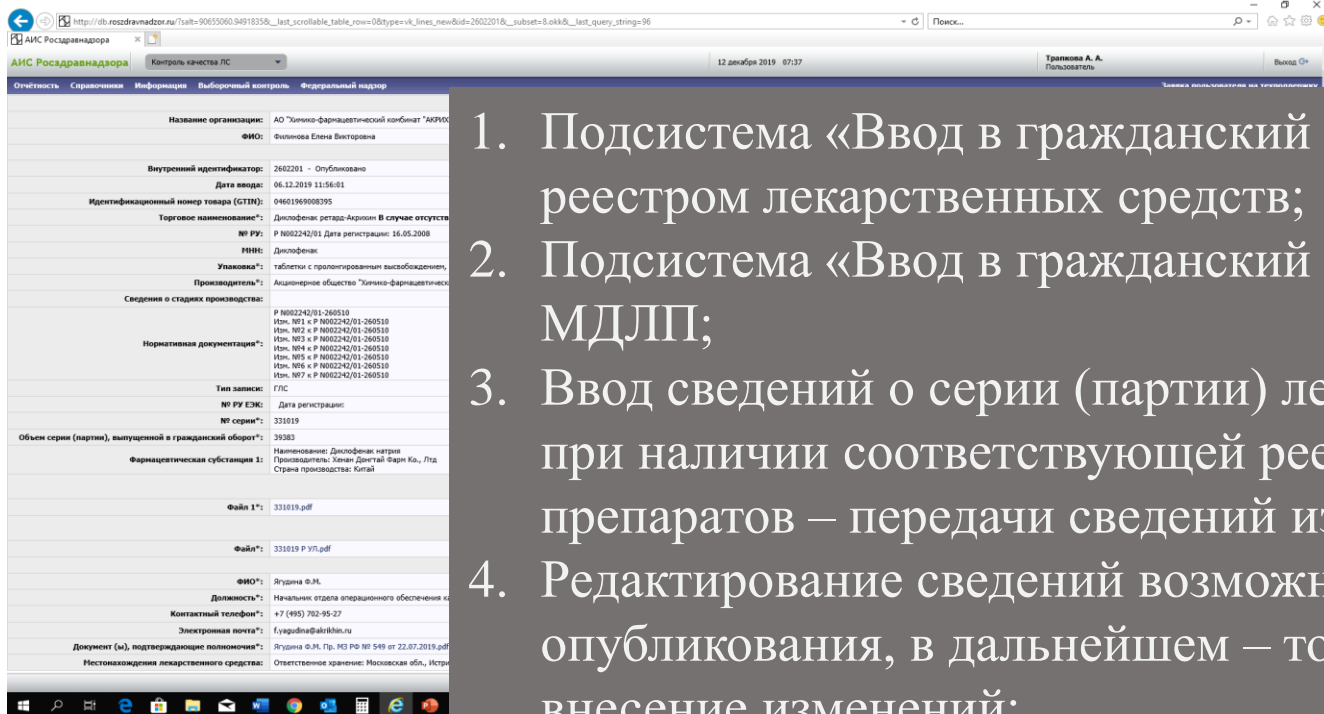 http://db.roszdravnadzor.ru/?salt=90655060.9491835&__last_scrollable_table_row=0&type=vk_lines_new&id=2602201&__subset=8.okk&__last_query_string=96
Поиск...
АИС Росздравнадзора
АИС Росздравнадзора Контроль качества ЛС 12 декабря 2019 07:37 Трапкова А. А. Выход
Пользователь
Отчётность Справочники Информация Выборочный контроль Федеральный надзор Заявка пользователя на техподдержку
Название организации: АО "Химико-фармацевтический комбинат "АКРИХ
ФИО: Филинова Елена Викторовна
Внутренний идентификатор: 2602201 - Опубликовано
Дата ввода: 06.12.2019 11:56:01
Идентификационный номер товара (GTIN): 04601969008395
Торговое наименование*: Диклофенак ретард-Акрихин В случае отсутств
№ РУ: Р N002242/01 Дата регистрации: 16.05.2008
МНН: Диклофенак
Упаковка*: таблетки с пролонгированным высвобождением,
Производитель*: Акционерное общество "Химико-фармацевтическ
Сведения о стадиях производства:
Нормативная документация*:
Р N002242/01-260510
Изм. №1 к Р N002242/01-260510
Изм. №2 к Р N002242/01-260510
Изм. №3 к Р N002242/01-260510
Изм. №4 к Р N002242/01-260510
Изм. №5 к Р N002242/01-260510
Изм. №6 к Р N002242/01-260510
Изм. №7 к Р N002242/01-260510
Тип записи: ГЛС
№ РУ ЕЭК: Дата регистрации:
№ серии*: 331019
Объем серии (партии), выпущенной в гражданский оборот*: 39383
Фармацевтическая субстанция 1:
Наименование: Диклофенак натрия
Производитель: Хенан Донгтай Фарм Ко., Лтд
Страна производства: Китай
Файл 1*: 331019.pdf
Файл*: 331019 Р УЛ.pdf
ФИО*: Ягудина Ф.М.
Должность*: Начальник отдела операционного обеспечения ка
Контактный телефон*: +7 (495) 702-95-27
Электронная почта*: f.yagudina@akrikhin.ru
Документ (ы), подтверждающие полномочия*: Ягудина Ф.М. Пр. МЗ РФ № 549 от 22.07.2019.pdf
Местонахождения лекарственного средства: Ответственное хранение: Московская обл., Истри
1. Подсистема «Ввод в гражданский
реестром лекарственных средств;
2. Подсистема «Ввод в гражданский
МДЛП;
3. Ввод сведений о серии (партии) ле
при наличии соответствующей рее
препаратов – передачи сведений из
4. Редактирование сведений возможн
опубликования, в дальнейшем – то
внесение изменений;